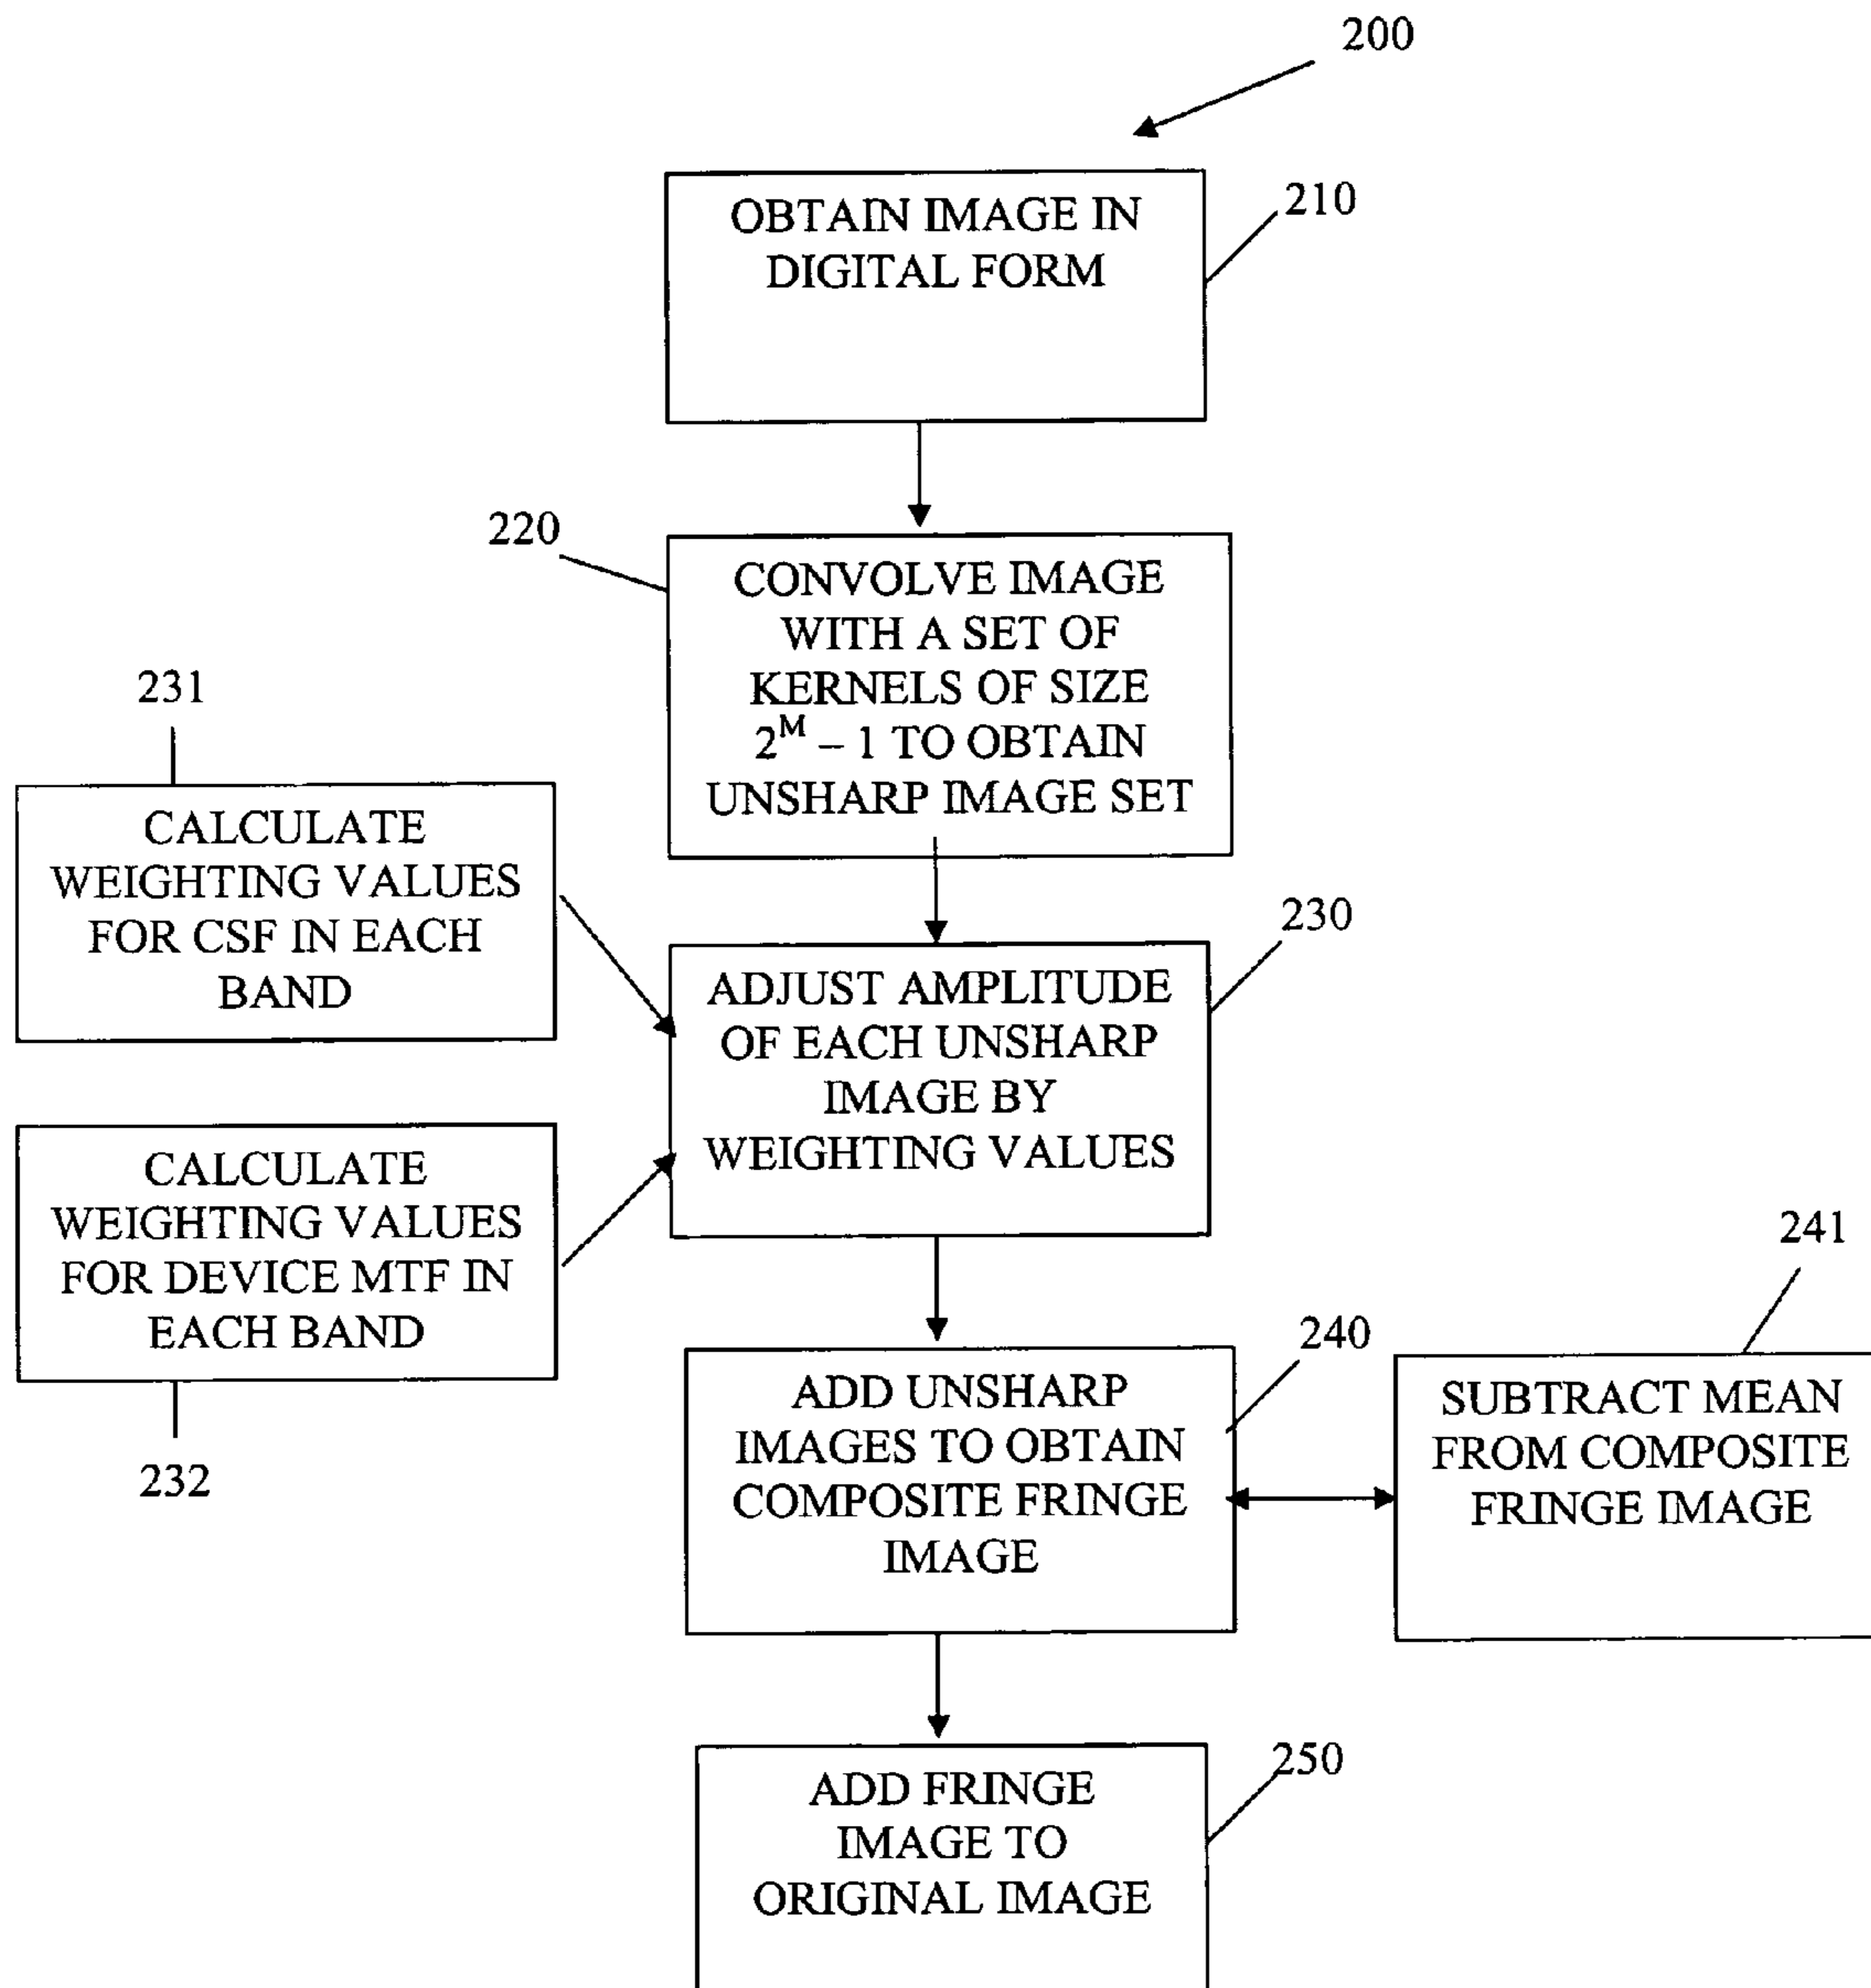 200
OBTAIN IMAGE IN
DIGITAL FORM
210
220
CONVOLVE IMAGE
WITH A SET OF
KERNELS OF SIZE
2^M – 1 TO OBTAIN
UNSHARP IMAGE SET
231
CALCULATE
WEIGHTING VALUES
FOR CSF IN EACH
BAND
230
ADJUST AMPLITUDE
OF EACH UNSHARP
IMAGE BY
WEIGHTING VALUES
CALCULATE
WEIGHTING VALUES
FOR DEVICE MTF IN
EACH BAND
232
240
ADD UNSHARP
IMAGES TO OBTAIN
COMPOSITE FRINGE
IMAGE
241
SUBTRACT MEAN
FROM COMPOSITE
FRINGE IMAGE
250
ADD FRINGE
IMAGE TO
ORIGINAL IMAGE